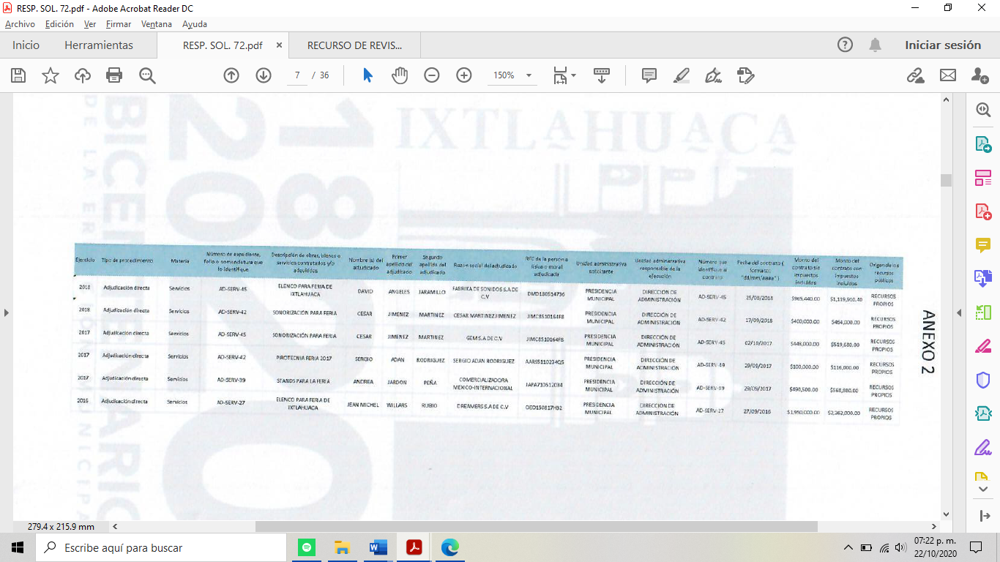 RESP. SOL. 72.pdf - Adobe Acrobat Reader DC
Archivo Edición Ver Firmar Ventana Ayuda
Inicio Herramientas RESP. SOL. 72.pdf × RECURSO DE REVIS... Iniciar sesión
7 / 36 150%
IXTLAHUACA
2018
2020
DE LA ER
BICE
ARIO
ANEXO 2
Ejercicio Tipo de procedimiento Materia Número de expediente, folio o nomenclatura que lo identifique Descripción de obras, bienes o servicios contratados y/o adquiridos Nombre (s) del adjudicado Primer apellido del adjudicado Segundo apellido del adjudicado Razón social del adjudicado RFC de la persona física o moral adjudicada Unidad administrativa solicitante Unidad administrativa responsable de la ejecución Número que identifique al contrato Fecha del contrato ( formato: "dd/mm/aaaa" ) Monto del contrato sin impuestos incluidos Monto del contrato con impuestos incluidos Origen de los recursos públicos
2018 Adjudicación directa Servicios AD-SERV-45 ELENCO PARA FERIA DE IXTLAHUACA DAVID ANGELES JARAMILLO FABRIKA DE SONIDOS S.A DE C.V DMD180514736 PRESIDENCIA MUNICIPAL DIRECCIÓN DE ADMINISTRACIÓN AD-SERV-45 25/08/2018 $965,440.00 $1,119,910.40 RECURSOS PROPIOS
2018 Adjudicación directa Servicios AD-SERV-42 SONORIZACIÓN PARA FERIA CESAR JIMENEZ MARTINEZ CESAR MARTINEZ JIMENEZ JIMC8510164F8 PRESIDENCIA MUNICIPAL DIRECCIÓN DE ADMINISTRACIÓN AD-SERV-42 17/09/2018 $400,000.00 $464,000.00 RECURSOS PROPIOS
2017 Adjudicación directa Servicios AD-SERV-45 SONORIZACIÓN PARA FERIA CESAR JIMENEZ MARTINEZ GEM S.A DE C.V JIMC8510164F8 PRESIDENCIA MUNICIPAL DIRECCIÓN DE ADMINISTRACIÓN AD-SERV-45 02/10/2017 $448,000.00 $519,680.00 RECURSOS PROPIOS
2017 Adjudicación directa Servicios AD-SERV-42 PIROTECNIA FERIA 2017 SERGIO ADAN RODRIGUEZ SERGIO ADAN RODRIGUEZ AARS5110234Q5 PRESIDENCIA MUNICIPAL DIRECCIÓN DE ADMINISTRACIÓN 29/09/2017 $100,000.00 $116,000.00 RECURSOS PROPIOS
2017 Adjudicación directa Servicios AD-SERV-39 STANDS PARA LA FERIA ANDREA JARDON PEÑA COMERCIALIZADORA MEXICO-INTERNACIONAL JAPA710512034 PRESIDENCIA MUNICIPAL DIRECCIÓN DE ADMINISTRACIÓN AD-SERV-39 29/09/2017 $490,500.00 $568,980.00 RECURSOS PROPIOS
2016 Adjudicación directa Servicios AD-SERV-27 ELENCO PARA FERIA DE IXTLAHUACA JEAN MICHEL WILLARS RUBIO DREAMERS S.A DE C.V PRESIDENCIA MUNICIPAL DIRECCION DE ADMINISTRACIÓN AD-SERV-27 27/09/2016 $1,950,000.00 $2,262,000.00 RECURSOS PROPIOS
279.4 x 215.9 mm
Escribe aquí para buscar
07:22 p. m.
22/10/2020